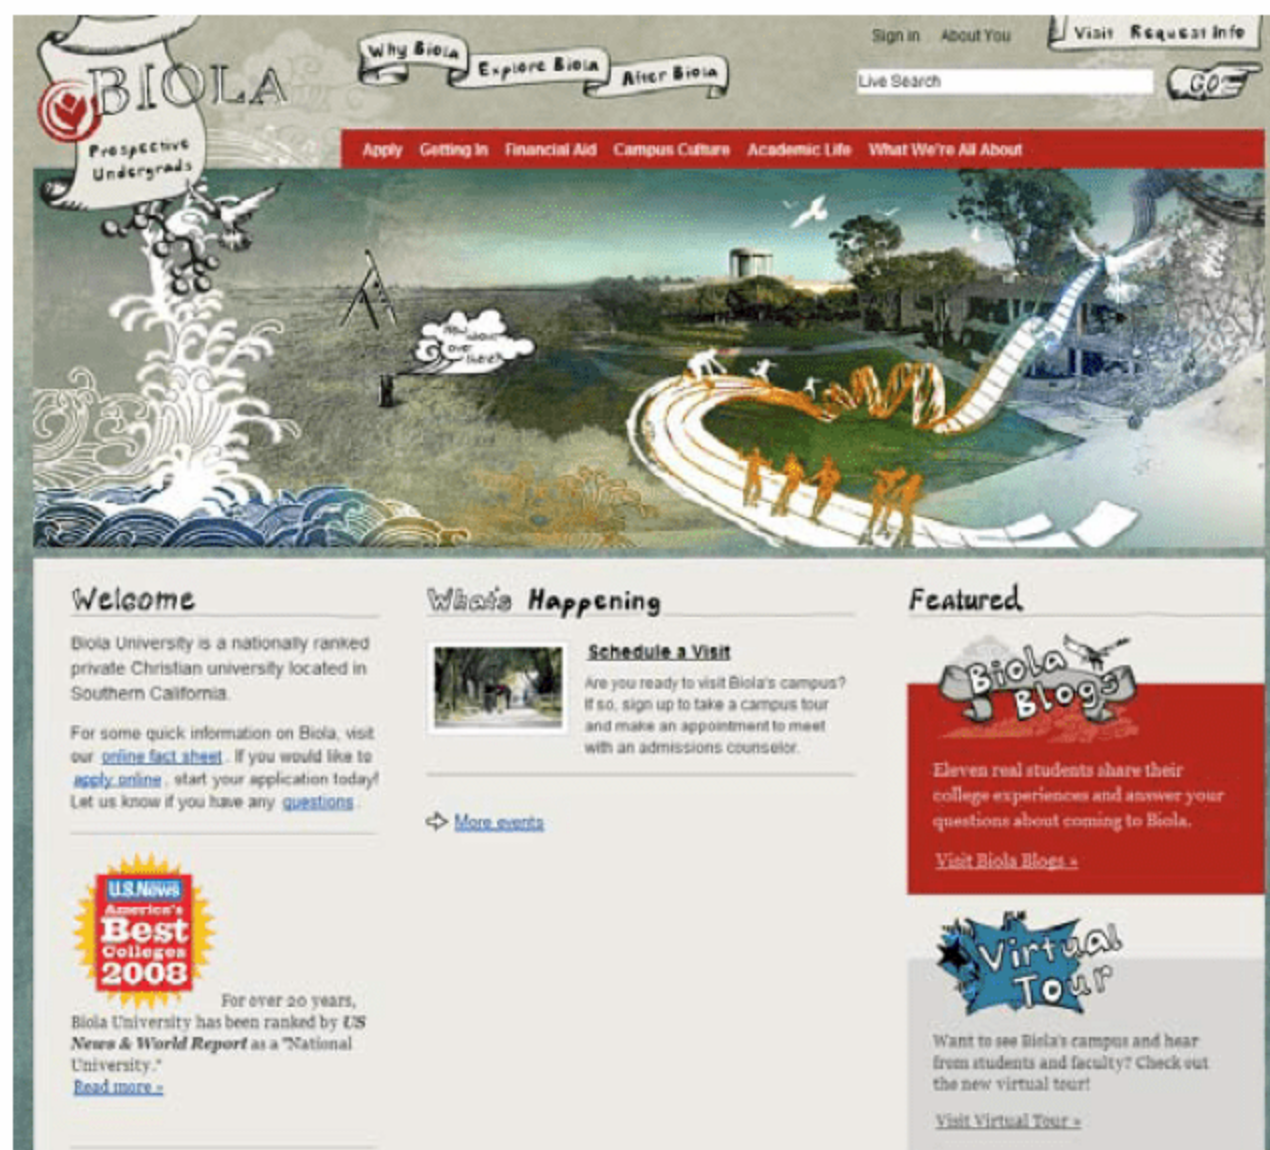 Sign in About You
Visit Request Info
Why Biola
Explore Biola
After Biola
BIOLA
Live Search
GO
Prospective
Undergrads
Apply Getting In Financial Aid Campus Culture Academic Life What We're All About
over
Welcome
Biola University is a nationally ranked
private Christian university located in
Southern California.
For some quick information on Biola, visit
our online fact sheet . If you would like to
apply online , start your application today!
Let us know if you have any questions .
U.S.News
America's
Best
Colleges
2008
For over 20 years,
Biola University has been ranked by US
News & World Report as a "National
University."
Read more »
What's Happening
Schedule a Visit
Are you ready to visit Biola's campus?
If so, sign up to take a campus tour
and make an appointment to meet
with an admissions counselor.
More events
Featured
Biola
Blogs
Eleven real students share their
college experiences and answer your
questions about coming to Biola.
Visit Biola Blogs »
Virtual
Tour
Want to see Biola's campus and hear
from students and faculty? Check out
the new virtual tour!
Visit Virtual Tour »